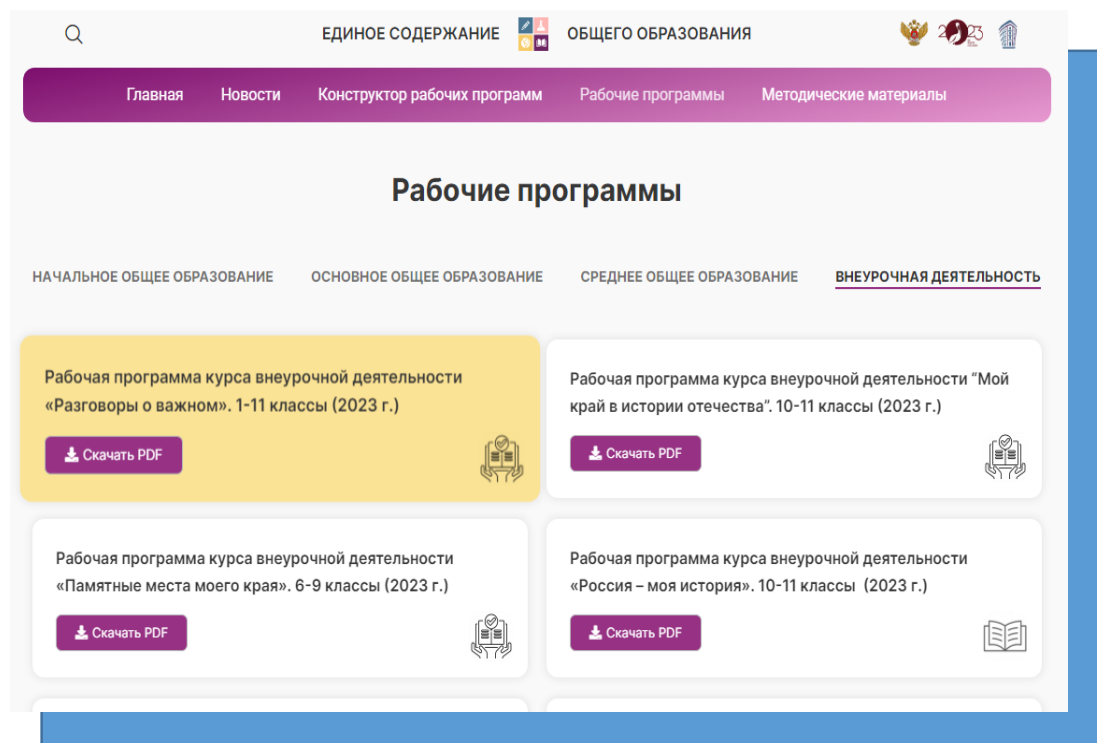 ЕДИНОЕ СОДЕРЖАНИЕ ОБЩЕГО ОБРАЗОВАНИЯ 2023
Главная Новости Конструктор рабочих программ Рабочие программы Методические материалы
Рабочие программы
НАЧАЛЬНОЕ ОБЩЕЕ ОБРАЗОВАНИЕ ОСНОВНОЕ ОБЩЕЕ ОБРАЗОВАНИЕ СРЕДНЕЕ ОБЩЕЕ ОБРАЗОВАНИЕ ВНЕУРОЧНАЯ ДЕЯТЕЛЬНОСТЬ
Рабочая программа курса внеурочной деятельности
«Разговоры о важном». 1-11 классы (2023 г.)
Скачать PDF
Рабочая программа курса внеурочной деятельности “Мой
край в истории отечества”. 10-11 классы (2023 г.)
Скачать PDF
Рабочая программа курса внеурочной деятельности
«Памятные места моего края». 6-9 классы (2023 г.)
Скачать PDF
Рабочая программа курса внеурочной деятельности
«Россия – моя история». 10-11 классы (2023 г.)
Скачать PDF